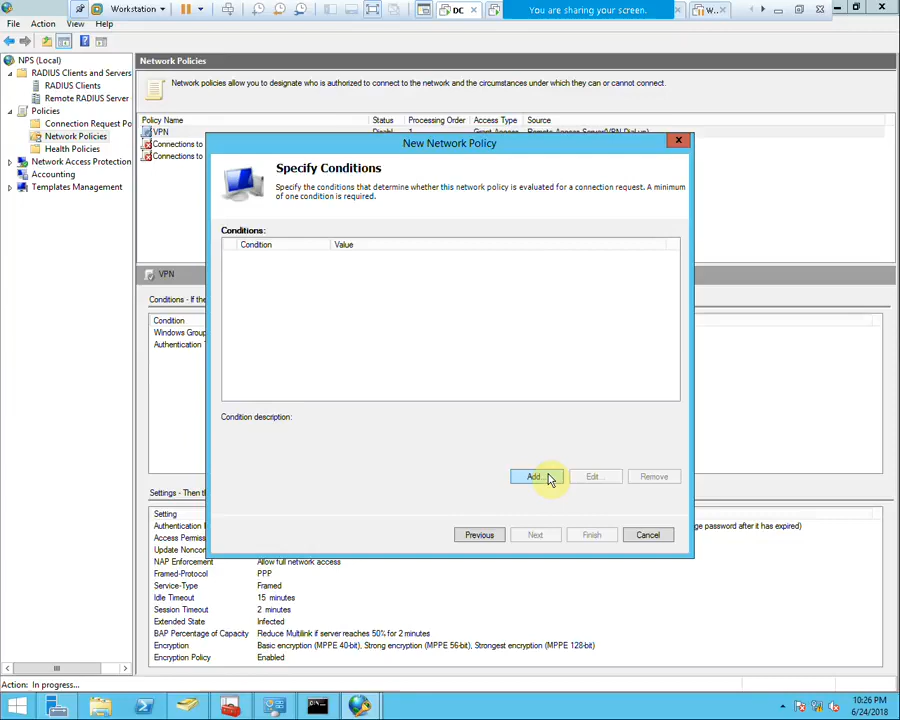 Workstation
DC
You are sharing your screen.
W...
File Action View Help
NPS (Local)
RADIUS Clients and Servers
RADIUS Clients
Remote RADIUS Server
Policies
Connection Request Po
Network Policies
Health Policies
Network Access Protection
Accounting
Templates Management
Network Policies
Network policies allow you to designate who is authorized to connect to the network and the circumstances under which they can or cannot connect.
Policy Name Status Processing Order Access Type Source
VPN
Connections to
Connections to
New Network Policy
Specify Conditions
Specify the conditions that determine whether this network policy is evaluated for a connection request. A minimum
of one condition is required.
Conditions:
Condition Value
Condition description:
Add... Edit... Remove
Previous Next Finish Cancel
VPN
Conditions - If the
Condition
Windows Group
Authentication T
Settings - Then t
Setting
Authentication
ge password after it has expired)
Access Permiss
Update Noncom
NAP Enforcement Allow full network access
Framed-Protocol PPP
Service-Type Framed
Idle Timeout 15 minutes
Session Timeout 2 minutes
Extended State Infected
BAP Percentage of Capacity Reduce Multilink if server reaches 50% for 2 minutes
Encryption Basic encryption (MPPE 40-bit), Strong encryption (MPPE 56-bit), Strongest encryption (MPPE 128-bit)
Encryption Policy Enabled
Action: In progress...
10:26 PM
6/24/2018